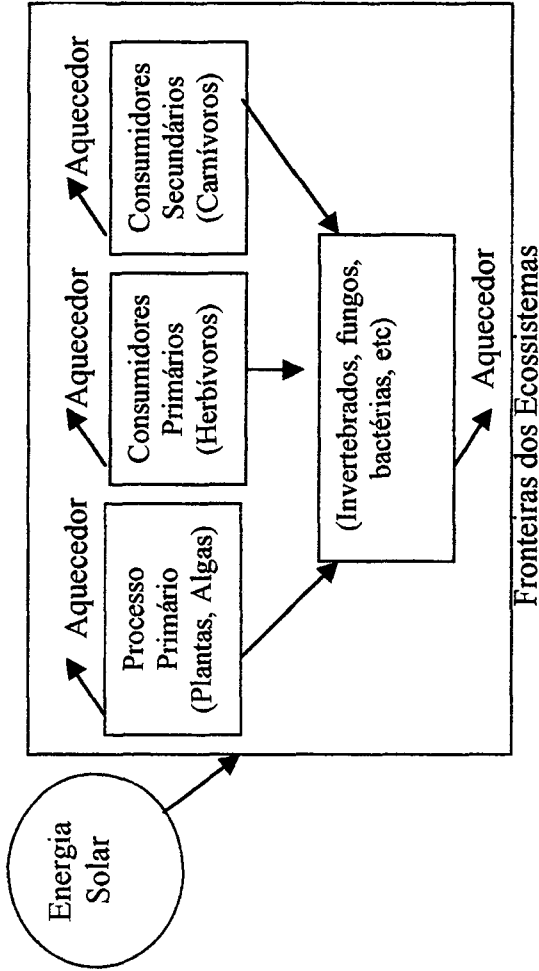 Energia
Solar
Aquecedor
Processo
Primário
(Plantas, Algas)
Aquecedor
Consumidores
Primários
(Herbívoros)
Aquecedor
Consumidores
Secundários
(Carnívoros)
(Invertebrados, fungos,
bactérias, etc)
Aquecedor
Fronteiras dos Ecossistemas